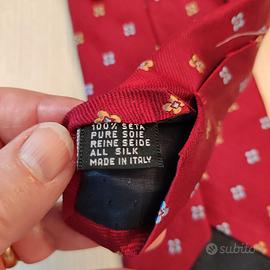 100% SETA
PURE SOIE
REINE SEIDE
ALL SILK
MADE IN ITALY
subito